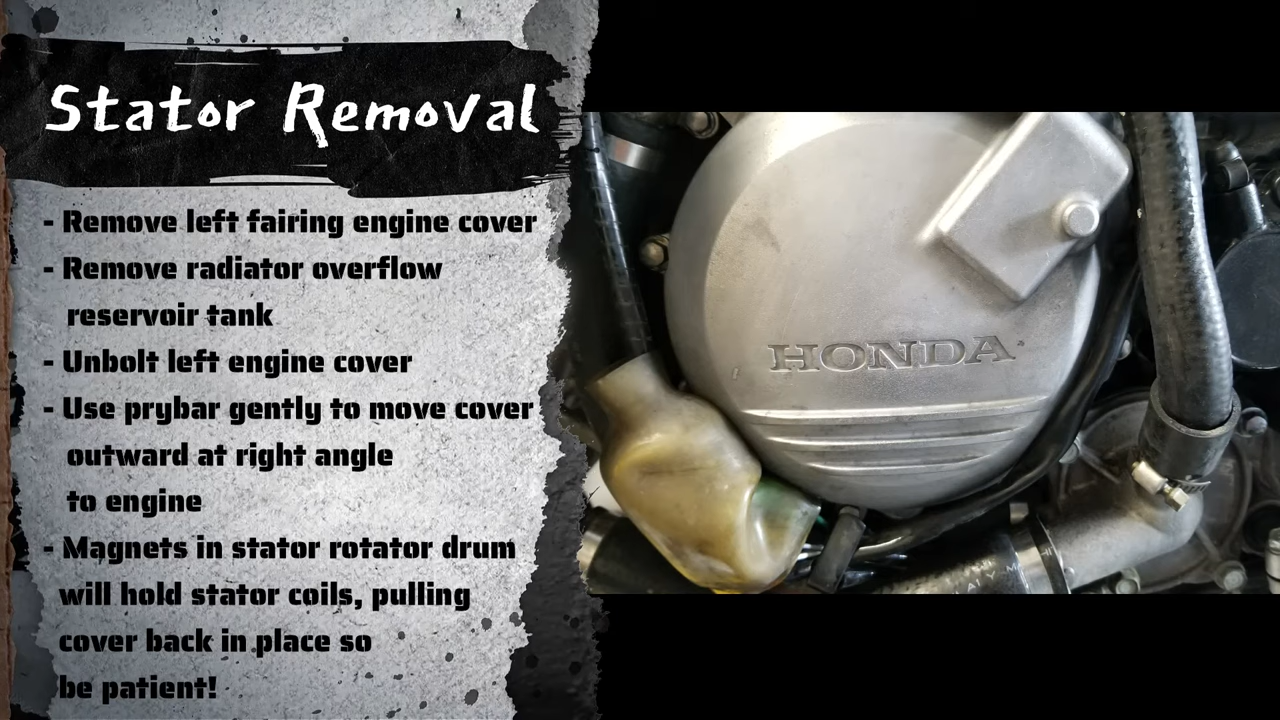 Stator Removal
- Remove left fairing engine cover
- Remove radiator overflow
reservoir tank
- Unbolt left engine cover
- Use prybar gently to move cover
outward at right angle
to engine
- Magnets in stator rotator drum
will hold stator coils, pulling
cover back in place so
be patient!
HONDA